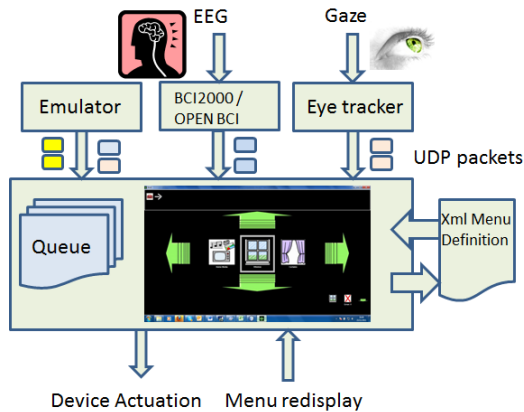 EEG
Gaze
Emulator
BCI2000 /
OPEN BCI
Eye tracker
UDP packets
Queue
Xml Menu
Definition
Device Actuation
Menu redisplay